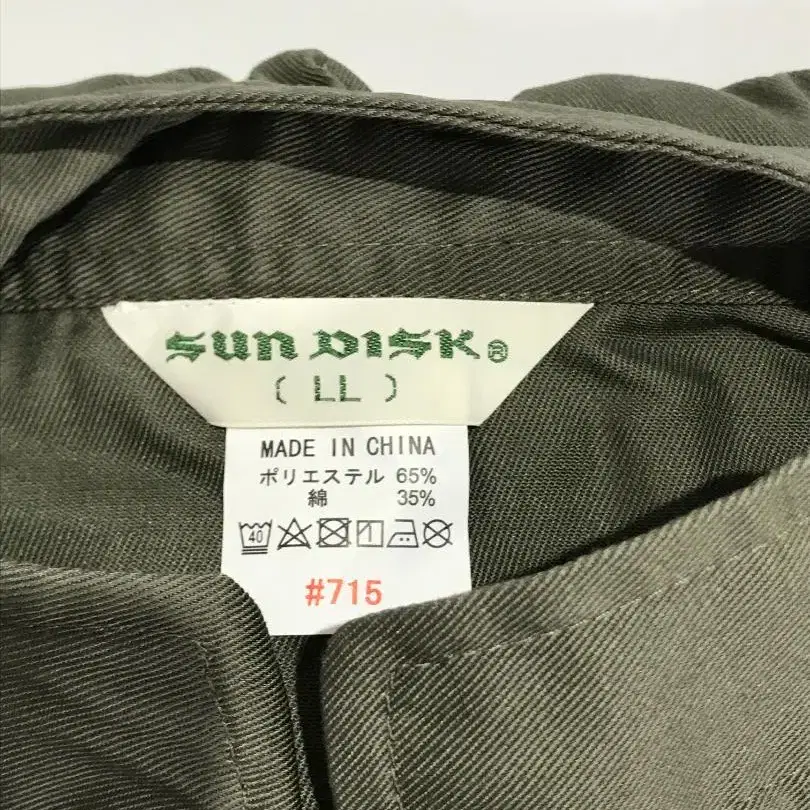 sun DISK®
( LL )
MADE IN CHINA
ポリエステル 65%
綿 35%
40
#715